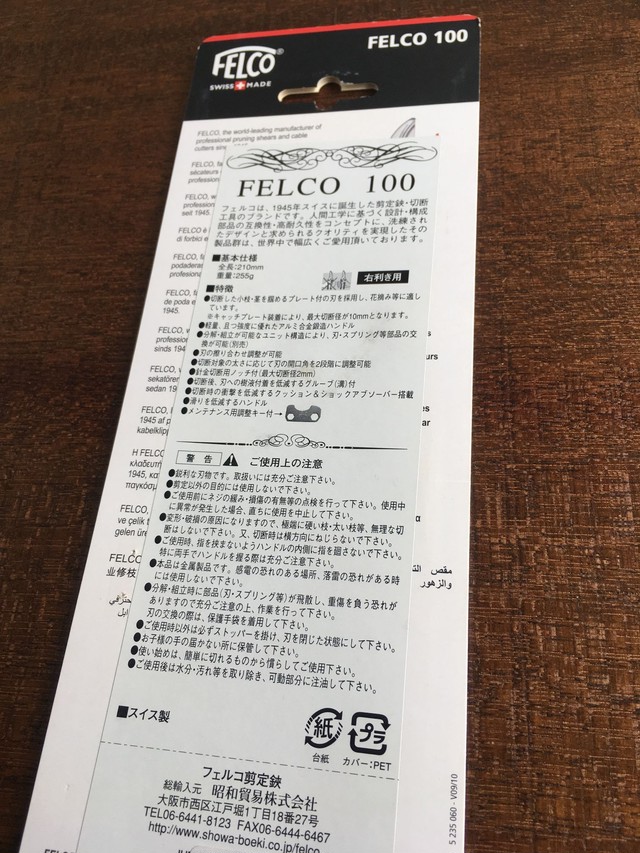 FELCO
SWISS MADE
FELCO 100
FELCO, the world-leading manufacturer of
professional pruning shears and cable
cutters
FELCO 100
フェルコは、1945年スイスに誕生した剪定鋏・切断
工具のブランドです。人間工学に基づく設計・構成
部品の互換性・高耐久性をコンセプトに、洗練され
たデザインと求められるクオリティを実現したその
製品群は、世界中で幅広くご愛用頂いております。
■基本仕様
全長:210mm
重量:255g
右利き用
■特徴
●切断した小枝・茎を掴めるプレート付の刃を採用し、花摘み等に適し
ています。
※キャッチプレート装着により、最大切断径が10mmとなります。
●軽量、且つ強度に優れたアルミ合金鍛造ハンドル
●分解・組立が可能なユニット構造により、刃・スプリング等部品の交
換が可能(別売)
●刃の擦り合わせ調整が可能
●切断対象の太さに応じて刃の開口角を2段階に調整可能
●針金切断用ノッチ付(最大切断径2mm)
●切断後、刃への樹液付着を低減するグルーブ(溝)付
●切断時の衝撃を低減するクッション&ショックアブソーバー搭載
●滑りを低減するハンドル
●メンテナンス用調整キー付→
警告 ご使用上の注意
●鋭利な刃物です。取扱いには充分ご注意下さい。
●剪定以外の目的には使用しないで下さい。
●ご使用前にネジの緩み・損傷の有無等の点検を行って下さい。使用中
に異常が発生した場合、直ちに使用を中止して下さい。
●変形・破損の原因になりますので、極端に硬い枝・太い枝等、無理な切
断はしないで下さい。又、切断時は横方向にねじらないで下さい。
●ご使用時、指を挟まないようハンドルの内側に指を廻さないで下さい。
特に両手でハンドルを握る際は充分ご注意下さい。
●本品は金属製品です。感電の恐れのある場所、落雷の恐れがある時
には使用しないで下さい。
●分解・組立時に部品(刃・スプリング等)が飛散し、重傷を負う恐れが
ありますので充分ご注意の上、作業を行って下さい。
刃の交換の際は、保護手袋を着用して下さい。
●ご使用時以外は必ずストッパーを掛け、刃を閉じた状態にして下さい。
●お子様の手の届かない所に保管して下さい。
●使い始めは、簡単に切れるものから慣らしてご使用下さい。
●ご使用後は水分・汚れ等を取り除き、可動部分に注油して下さい。
■スイス製
紙
プラ
台紙
カバー:PET
フェルコ剪定鋏
総輸入元 昭和貿易株式会社
大阪市西区江戸堀1丁目18番27号
TEL06-6441-8123 FAX06-6444-6467
http://www.showa-boeki.co.jp/felco
5 235 060 - V09/10